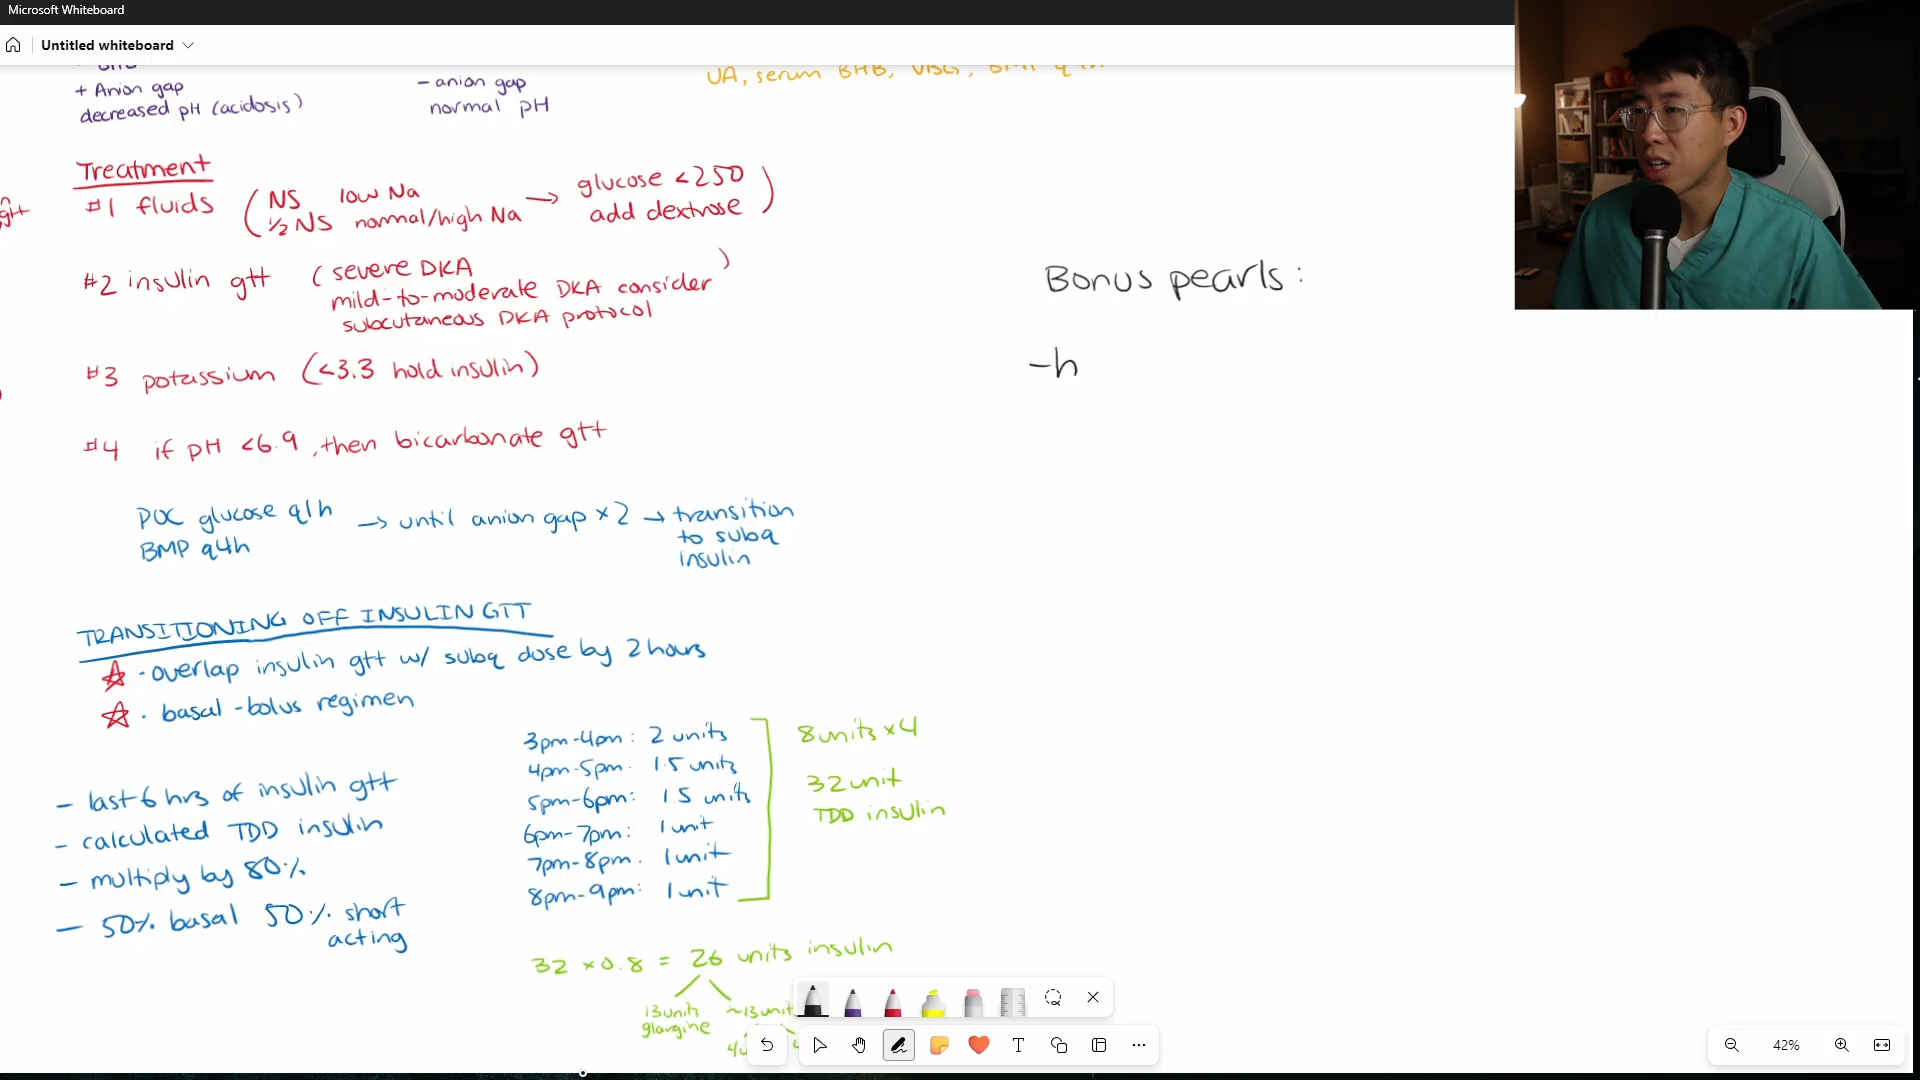 Microsoft Whiteboard
Untitled whiteboard
+ Anion gap
decreased pH (acidosis)
- anion gap
normal pH
UA, serum BHB, VBG,
Treatment
#1 fluids
(NS low Na
1/2 NS normal/high Na
→ glucose <250
add dextrose)
gtt
#2 insulin gtt
(severe DKA
mild-to-moderate DKA consider
subcutaneous DKA protocol)
#3 potassium (<3.3 hold insulin)
#4 if pH <6.9, then bicarbonate gtt
POC glucose q1h
BMP q4h
→ until anion gap x2 → transition
to subq
insulin
TRANSITIONING OFF INSULIN GTT
· overlap insulin gtt w/ subq dose by 2 hours
· basal-bolus regimen
- last 6 hrs of insulin gtt
- calculated TDD insulin
- multiply by 80%
- 50% basal 50% short
acting
3pm-4pm: 2 units
4pm-5pm: 1.5 units
5pm-6pm: 1.5 units
6pm-7pm: 1 unit
7pm-8pm: 1 unit
8pm-9pm: 1 unit
8 units x 4
32 unit
TDD insulin
32 x 0.8 = 26 units insulin
13 units
glargine
~13 unit
Bonus pearls:
-h
42%